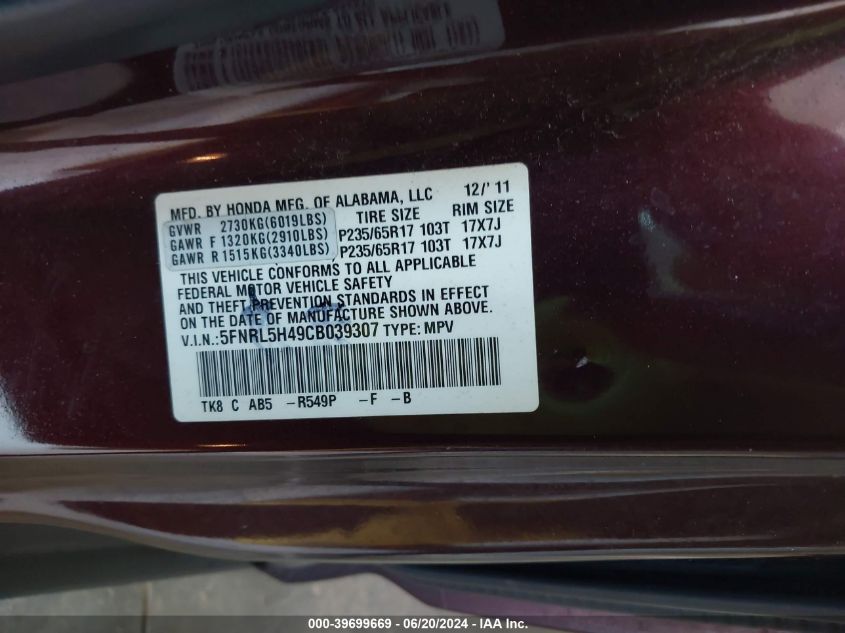 MFD. BY HONDA MFG. OF ALABAMA, LLC 12/'11
GVWR 2730KG(6019LBS) TIRE SIZE RIM SIZE
GAWR F 1320KG(2910LBS) P235/65R17 103T 17X7J
GAWR R 1515KG(3340LBS) P235/65R17 103T 17X7J
THIS VEHICLE CONFORMS TO ALL APPLICABLE
FEDERAL MOTOR VEHICLE SAFETY
AND THEFT PREVENTION STANDARDS IN EFFECT
ON THE DATE OF MANUFACTURE SHOWN ABOVE.
V.I.N.:5FNRL5H49CB039307 TYPE: MPV
TK8 C AB5 -R549P -F -B
000-39699669 - 06/20/2024 - IAA Inc.